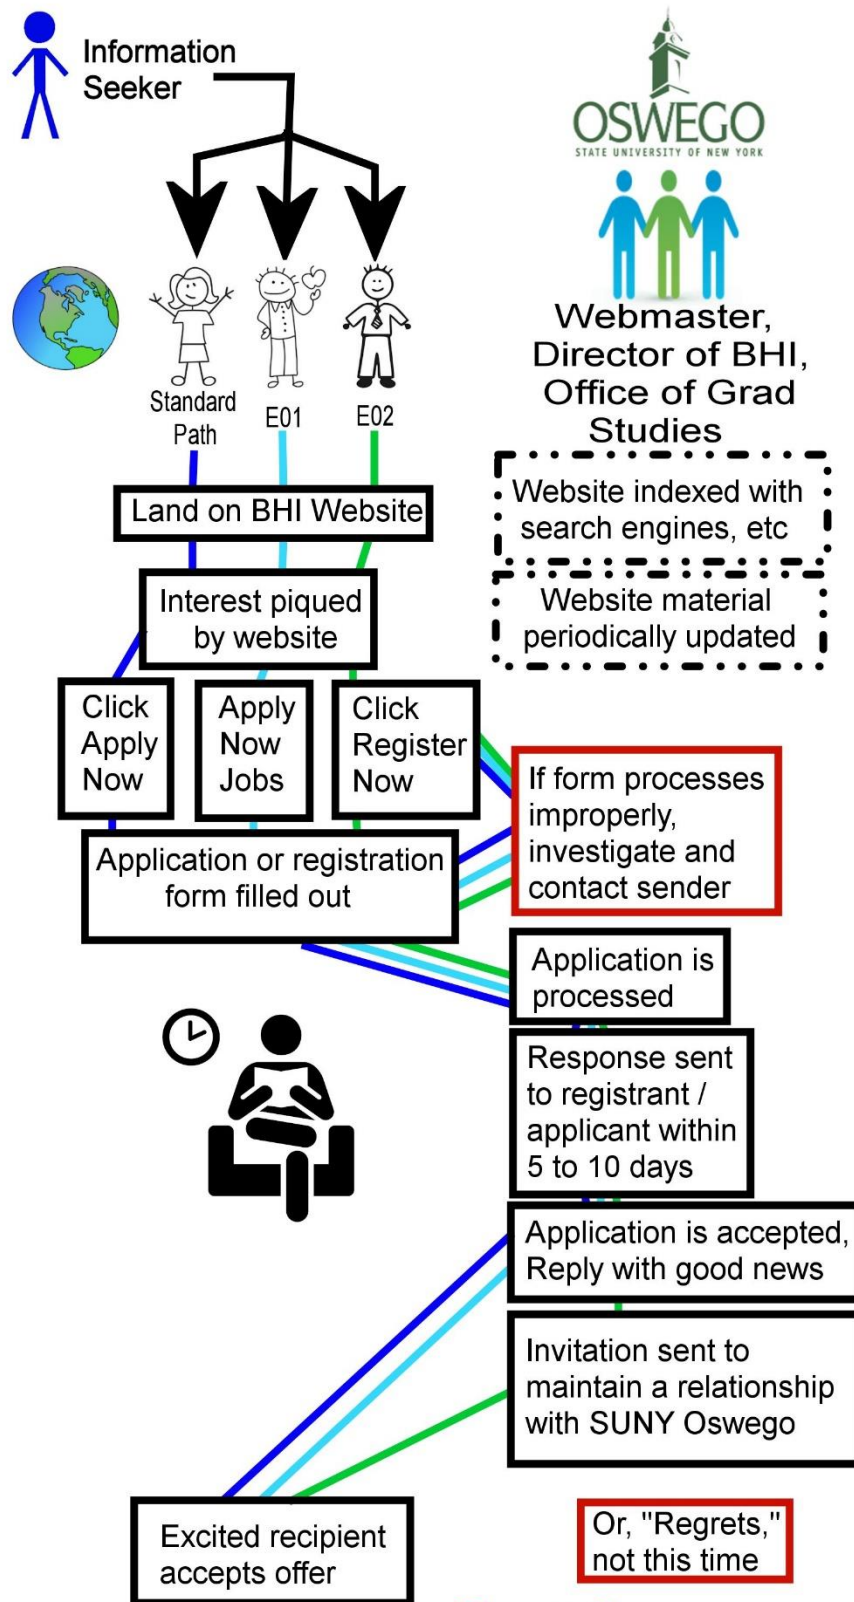 Information
Seeker
OSWEGO
STATE UNIVERSITY OF NEW YORK
Standard
Path
E01
E02
Webmaster,
Director of BHI,
Office of Grad
Studies
Land on BHI Website
Website indexed with
search engines, etc
Interest piqued
by website
Website material
periodically updated
Click
Apply
Now
Apply
Now
Jobs
Click
Register
Now
If form processes
improperly,
investigate and
contact sender
Application or registration
form filled out
Application is
processed
Response sent
to registrant /
applicant within
5 to 10 days
Application is accepted,
Reply with good news
Invitation sent to
maintain a relationship
with SUNY Oswego
Excited recipient
accepts offer
Or, "Regrets,"
not this time